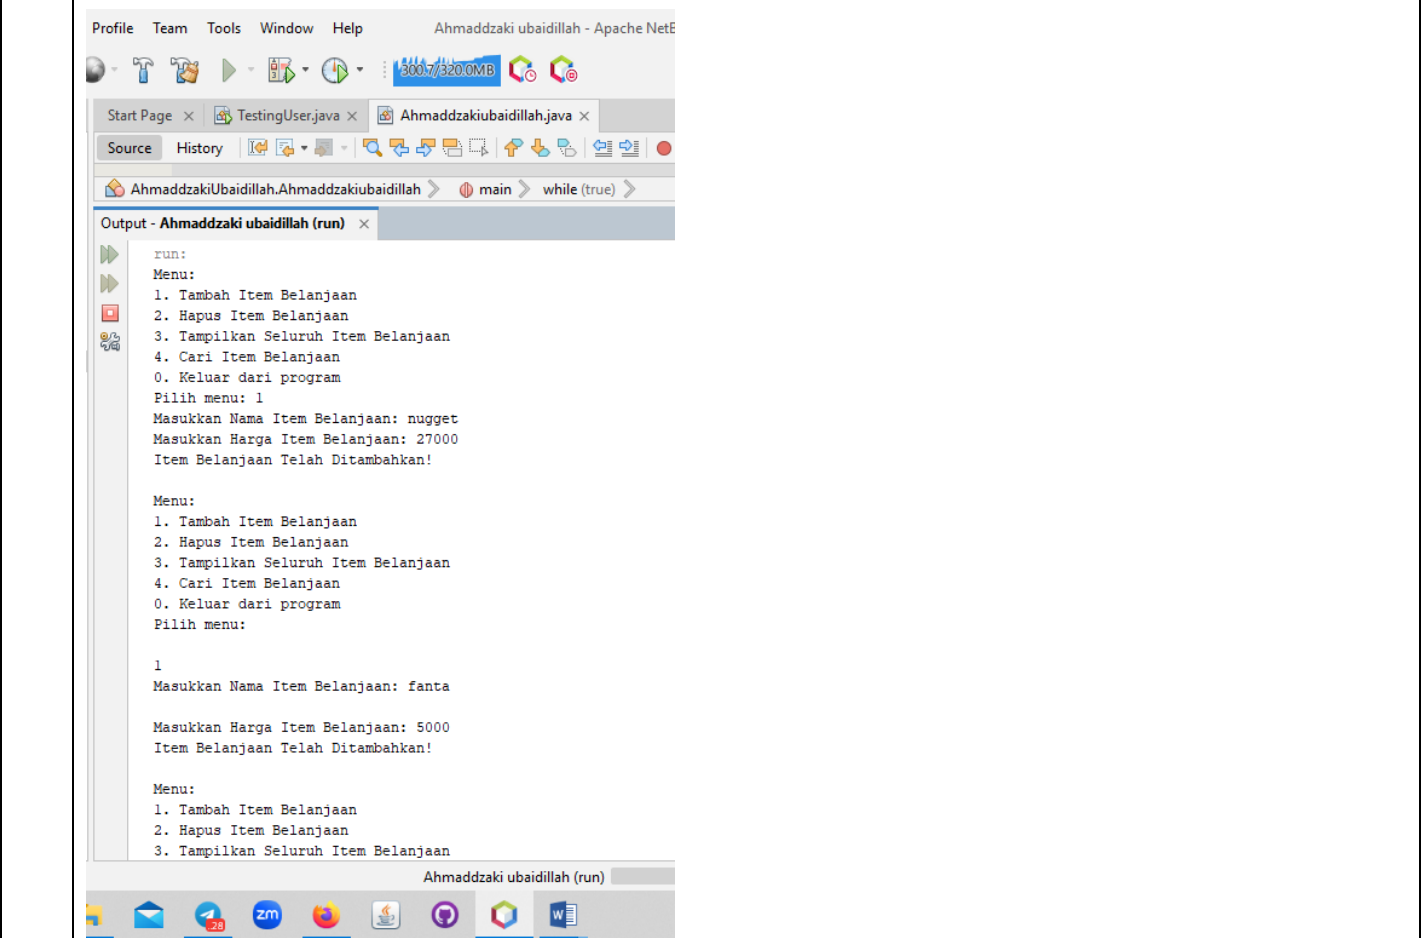 Profile Team Tools Window Help Ahmaddzaki ubaidillah - Apache NetB
300.7/320.0MB
Start Page TestingUser.java Ahmaddzakiubaidillah.java
Source History
AhmaddzakiUbaidillah.Ahmaddzakiubaidillah main while (true)
Output - Ahmaddzaki ubaidillah (run)
run:
Menu:
1. Tambah Item Belanjaan
2. Hapus Item Belanjaan
3. Tampilkan Seluruh Item Belanjaan
4. Cari Item Belanjaan
0. Keluar dari program
Pilih menu: 1
Masukkan Nama Item Belanjaan: nugget
Masukkan Harga Item Belanjaan: 27000
Item Belanjaan Telah Ditambahkan!
Menu:
1. Tambah Item Belanjaan
2. Hapus Item Belanjaan
3. Tampilkan Seluruh Item Belanjaan
4. Cari Item Belanjaan
0. Keluar dari program
Pilih menu:
1
Masukkan Nama Item Belanjaan: fanta
Masukkan Harga Item Belanjaan: 5000
Item Belanjaan Telah Ditambahkan!
Menu:
1. Tambah Item Belanjaan
2. Hapus Item Belanjaan
3. Tampilkan Seluruh Item Belanjaan
Ahmaddzaki ubaidillah (run)
28 zm W